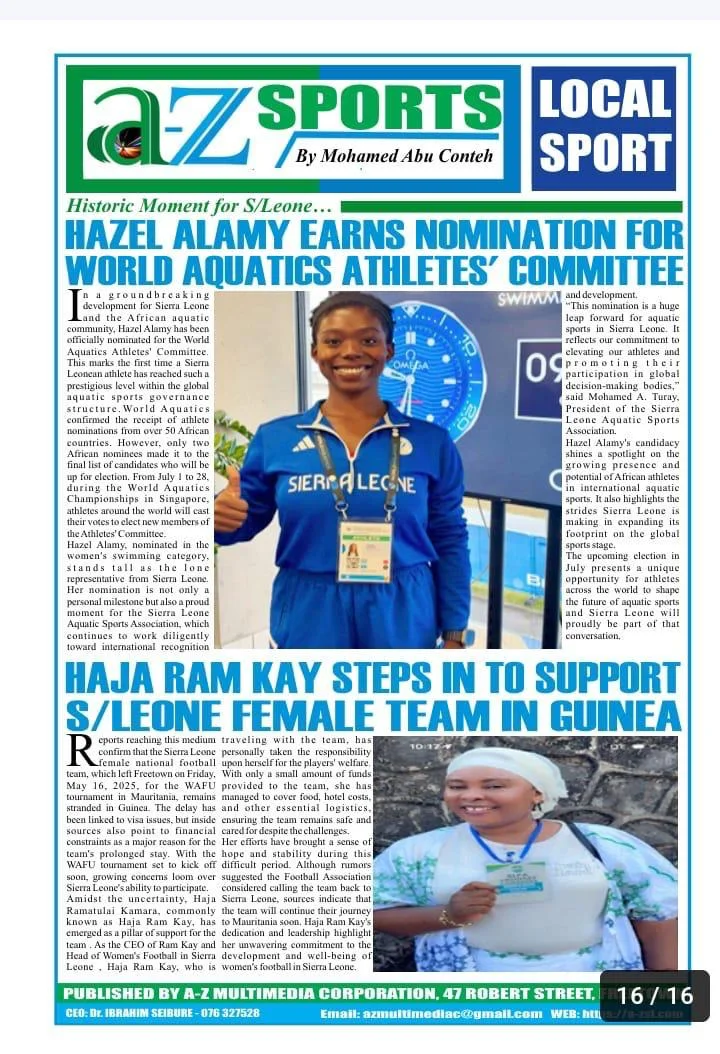 a-Z SPORTS
By Mohamed Abu Conteh
LOCAL
SPORT
Historic Moment for S/Leone…
HAZEL ALAMY EARNS NOMINATION FOR
WORLD AQUATICS ATHLETES' COMMITTEE
In a groundbreaking
development for Sierra Leone
and the African aquatic
community, Hazel Alamy has been
officially nominated for the World
Aquatics Athletes' Committee.
This marks the first time a Sierra
Leonean athlete has reached such a
prestigious level within the global
aquatic sports governance
structure.World Aquatics
confirmed the receipt of athlete
nominations from over 50 African
countries. However, only two
African nominees made it to the
final list of candidates who will be
up for election. From July 1 to 28,
during the World Aquatics
Championships in Singapore,
athletes around the world will cast
their votes to elect new members of
the Athletes' Committee.
Hazel Alamy, nominated in the
women's swimming category,
stands tall as the lone
representative from Sierra Leone.
Her nomination is not only a
personal milestone but also a proud
moment for the Sierra Leone
Aquatic Sports Association, which
continues to work diligently
toward international recognition
SWIMM
OMEGA
10
09
SIERRA LEONE
ATHLETE
and development.
"This nomination is a huge
leap forward for aquatic
sports in Sierra Leone. It
reflects our commitment to
elevating our athletes and
promoting their
participation in global
decision-making bodies,"
said Mohamed A. Turay,
President of the Sierra
Leone Aquatic Sports
Association.
Hazel Alamy's candidacy
shines a spotlight on the
growing presence and
potential of African athletes
in international aquatic
sports. It also highlights the
strides Sierra Leone is
making in expanding its
footprint on the global
sports stage.
The upcoming election in
July presents a unique
opportunity for athletes
across the world to shape
the future of aquatic sports
and Sierra Leone will
proudly be part of that
conversation.
HAJA RAM KAY STEPS IN TO SUPPORT
S/LEONE FEMALE TEAM IN GUINEA
Reports reaching this medium
confirm that the Sierra Leone
female national football
team, which left Freetown on Friday,
May 16, 2025, for the WAFU
tournament in Mauritania, remains
stranded in Guinea. The delay has
been linked to visa issues, but inside
sources also point to financial
constraints as a major reason for the
team's prolonged stay. With the
WAFU tournament set to kick off
soon, growing concerns loom over
Sierra Leone's ability to participate.
Amidst the uncertainty, Haja
Ramatulai Kamara, commonly
known as Haja Ram Kay, has
emerged as a pillar of support for the
team . As the CEO of Ram Kay and
Head of Women's Football in Sierra
Leone , Haja Ram Kay, who is
traveling with the team, has
personally taken the responsibility
upon herself for the players' welfare.
With only a small amount of funds
provided to the team, she has
managed to cover food, hotel costs,
and other essential logistics,
ensuring the team remains safe and
cared for despite the challenges.
Her efforts have brought a sense of
hope and stability during this
difficult period. Although rumors
suggested the Football Association
considered calling the team back to
Sierra Leone, sources indicate that
the team will continue their journey
to Mauritania soon. Haja Ram Kay's
dedication and leadership highlight
her unwavering commitment to the
development and well-being of
women's football in Sierra Leone.
10:17
PUBLISHED BY A-Z MULTIMEDIA CORPORATION, 47 ROBERT STREET, FREETOWN
CEO: Dr. IBRAHIM SEIBURE - 076 327528
Email: azmultimediac@gmail.com WEB: https://a-zsl.com
16 / 16